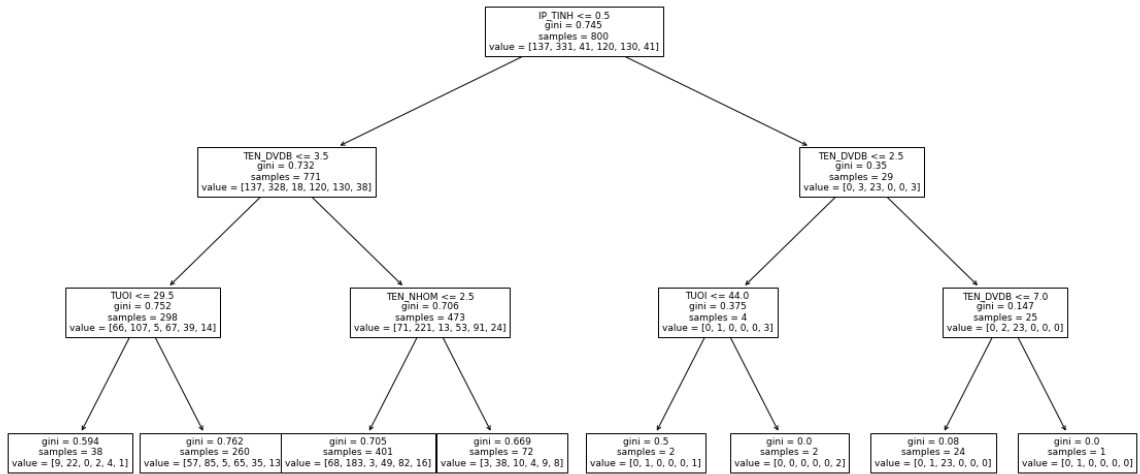 IP_TINH <= 0.5
gini = 0.745
samples = 800
value = [137, 331, 41, 120, 130, 41]
TEN_DVDB <= 3.5
gini = 0.732
samples = 771
value = [137, 328, 18, 120, 130, 38]
TEN_DVDB <= 2.5
gini = 0.35
samples = 29
value = [0, 3, 23, 0, 0, 3]
TUOI <= 29.5
gini = 0.752
samples = 298
value = [66, 107, 5, 67, 39, 14]
TEN_NHOM <= 2.5
gini = 0.706
samples = 473
value = [71, 221, 13, 53, 91, 24]
TUOI <= 44.0
gini = 0.375
samples = 4
value = [0, 1, 0, 0, 0, 3]
TEN_DVDB <= 7.0
gini = 0.147
samples = 25
value = [0, 2, 23, 0, 0, 0]
gini = 0.594
samples = 38
value = [9, 22, 0, 2, 4, 1]
gini = 0.762
samples = 260
value = [57, 85, 5, 65, 35, 13
gini = 0.705
samples = 401
value = [68, 183, 3, 49, 82, 16]
gini = 0.669
samples = 72
value = [3, 38, 10, 4, 9, 8]
gini = 0.5
samples = 2
value = [0, 1, 0, 0, 0, 1]
gini = 0.0
samples = 2
value = [0, 0, 0, 0, 0, 2]
gini = 0.08
samples = 24
value = [0, 1, 23, 0, 0, 0]
gini = 0.0
samples = 1
value = [0, 1, 0, 0, 0, 0]